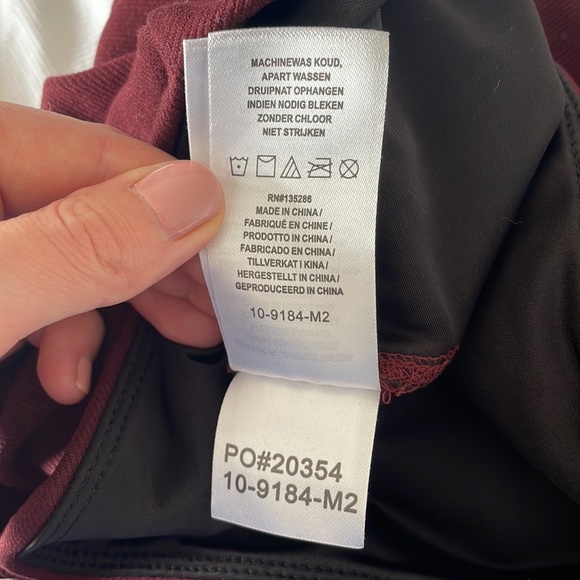 MACHINEWAS KOUD,
APART WASSEN
DRUIPNAT OPHANGEN
INDIEN NODIG BLEKEN
ZONDER CHLOOR
NIET STRIJKEN
RN#135286
MADE IN CHINA/
FABRIQUÉ EN CHINE/
PRODOTTO IN CHINA/
FABRICADO EN CHINA/
TILLVERKAT I KINA/
HERGESTELLT IN CHINA/
GEPRODUCEERD IN CHINA
10-9184-M2
PO#20354
10-9184-M2